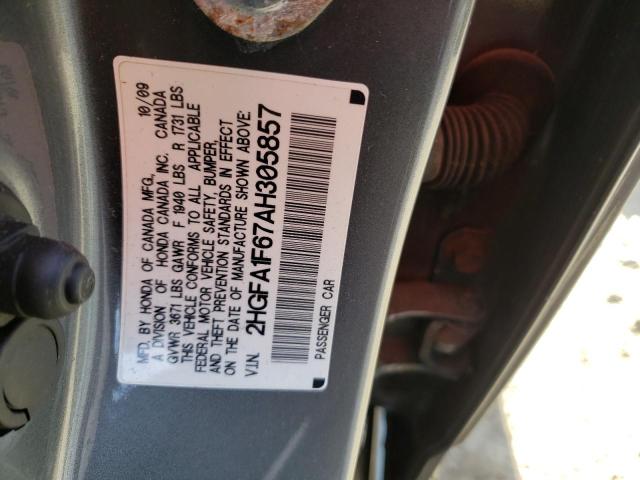 MFD. BY HONDA OF CANADA MFG., 10/09
A DIVISION OF HONDA CANADA INC. CANADA
GVWR 3671 LBS GAWR F 1940 LBS R 1731 LBS
THIS VEHICLE CONFORMS TO ALL APPLICABLE
FEDERAL MOTOR VEHICLE SAFETY, BUMPER,
AND THEFT PREVENTION STANDARDS IN EFFECT
ON THE DATE OF MANUFACTURE SHOWN ABOVE.
V.I.N. 2HGFA1F67AH305857
PASSENGER CAR